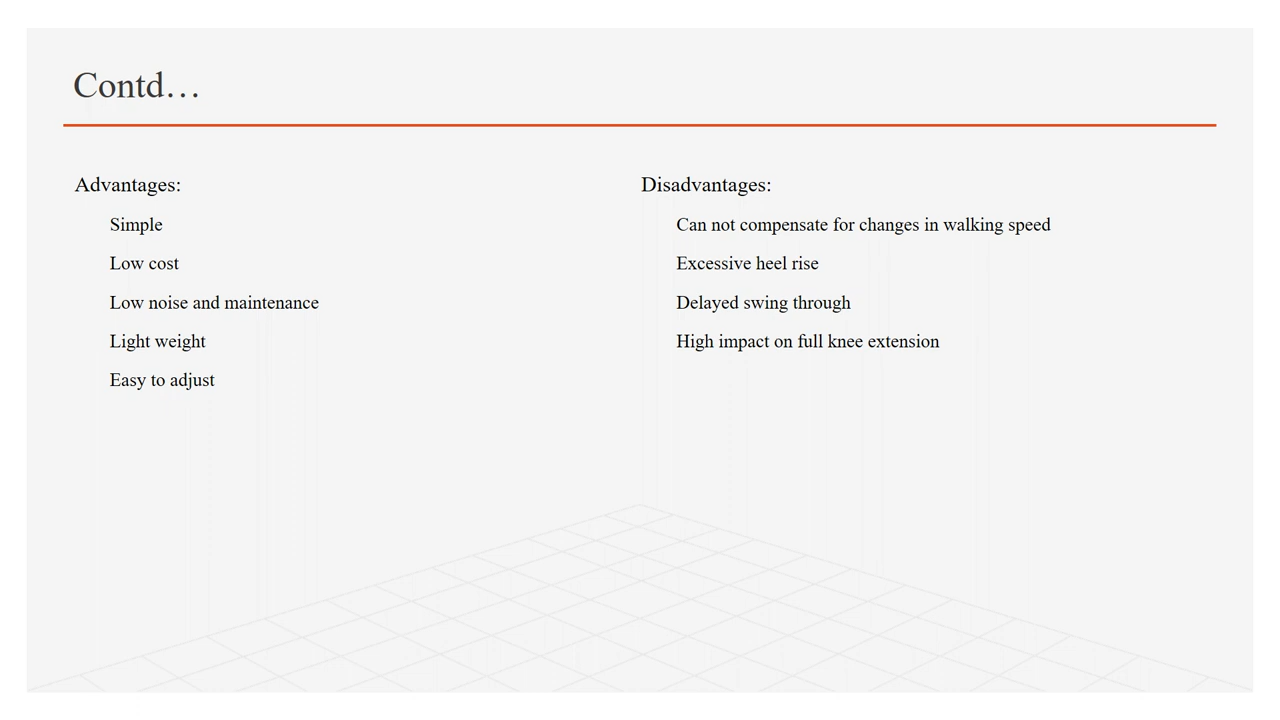 Contd…
Advantages:
Simple
Low cost
Low noise and maintenance
Light weight
Easy to adjust
Disadvantages:
Can not compensate for changes in walking speed
Excessive heel rise
Delayed swing through
High impact on full knee extension